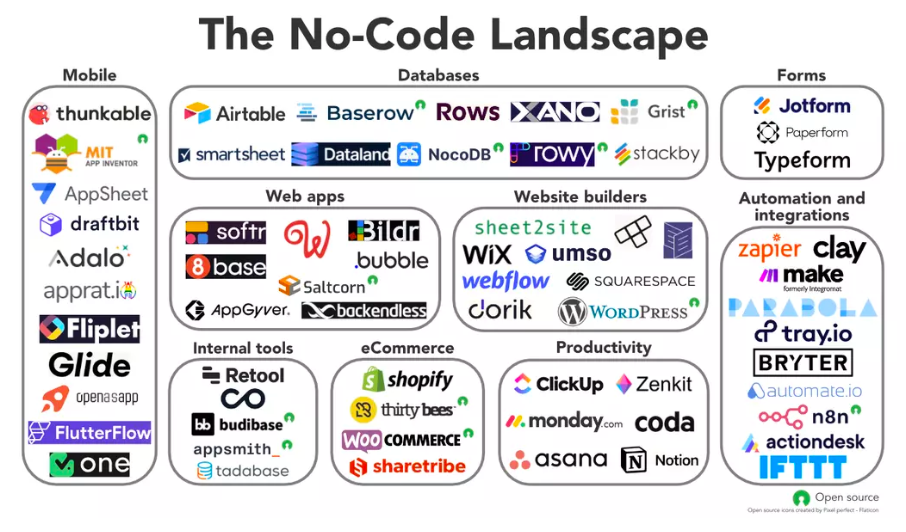 The No-Code Landscape
Mobile
thunkable
MIT
APP INVENTOR
AppSheet
draftbit
Adalo
apprat.io
Fliplet
Glide
openasapp
FlutterFlow
one
Databases
Airtable
Baserow
Rows
XANO
Grist
smartsheet
Dataland
NocoDB
rowy
stackby
Forms
Jotform
Paperform
Typeform
Web apps
softr
W
Bildr
8 base
.bubble
Saltcorn
AppGyver.
backendless
Website builders
sheet2site
WiX
umso
webflow
SQUARESPACE
dorik
WORDPRESS
Automation and
integrations
zapier
clay
make
formerly Integromat
PARABOLA
tray.io
BRYTER
automate.io
n8n
actiondesk
IFTTT
Internal tools
Retool
bb budibase
appsmith_
tadabase
eCommerce
shopify
thirty bees
WOO COMMERCE
sharetribe
Productivity
ClickUp
Zenkit
monday.com
coda
asana
Notion
Open source
Open source icons created by Pixel perfect - Flaticon